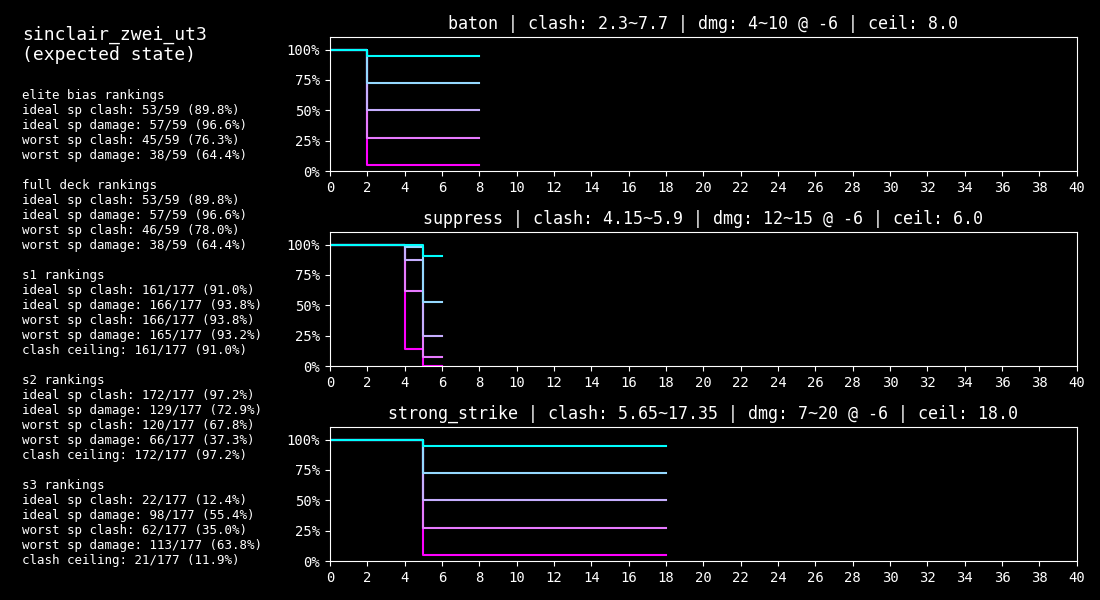 sinclair_zwei_ut3
(expected state)
elite bias rankings
ideal sp clash: 53/59 (89.8%)
ideal sp damage: 57/59 (96.6%)
worst sp clash: 45/59 (76.3%)
worst sp damage: 38/59 (64.4%)
full deck rankings
ideal sp clash: 53/59 (89.8%)
ideal sp damage: 57/59 (96.6%)
worst sp clash: 46/59 (78.0%)
worst sp damage: 38/59 (64.4%)
s1 rankings
ideal sp clash: 161/177 (91.0%)
ideal sp damage: 166/177 (93.8%)
worst sp clash: 166/177 (93.8%)
worst sp damage: 165/177 (93.2%)
clash ceiling: 161/177 (91.0%)
s2 rankings
ideal sp clash: 172/177 (97.2%)
ideal sp damage: 129/177 (72.9%)
worst sp clash: 120/177 (67.8%)
worst sp damage: 66/177 (37.3%)
clash ceiling: 172/177 (97.2%)
s3 rankings
ideal sp clash: 22/177 (12.4%)
ideal sp damage: 98/177 (55.4%)
worst sp clash: 62/177 (35.0%)
worst sp damage: 113/177 (63.8%)
clash ceiling: 21/177 (11.9%)
baton | clash: 2.3~7.7 | dmg: 4~10 @ -6 | ceil: 8.0
100%
75%
50%
25%
0%
0 2 4 6 8 10 12 14 16 18 20 22 24 26 28 30 32 34 36 38 40
suppress | clash: 4.15~5.9 | dmg: 12~15 @ -6 | ceil: 6.0
100%
75%
50%
25%
0%
0 2 4 6 8 10 12 14 16 18 20 22 24 26 28 30 32 34 36 38 40
strong_strike | clash: 5.65~17.35 | dmg: 7~20 @ -6 | ceil: 18.0
100%
75%
50%
25%
0%
0 2 4 6 8 10 12 14 16 18 20 22 24 26 28 30 32 34 36 38 40